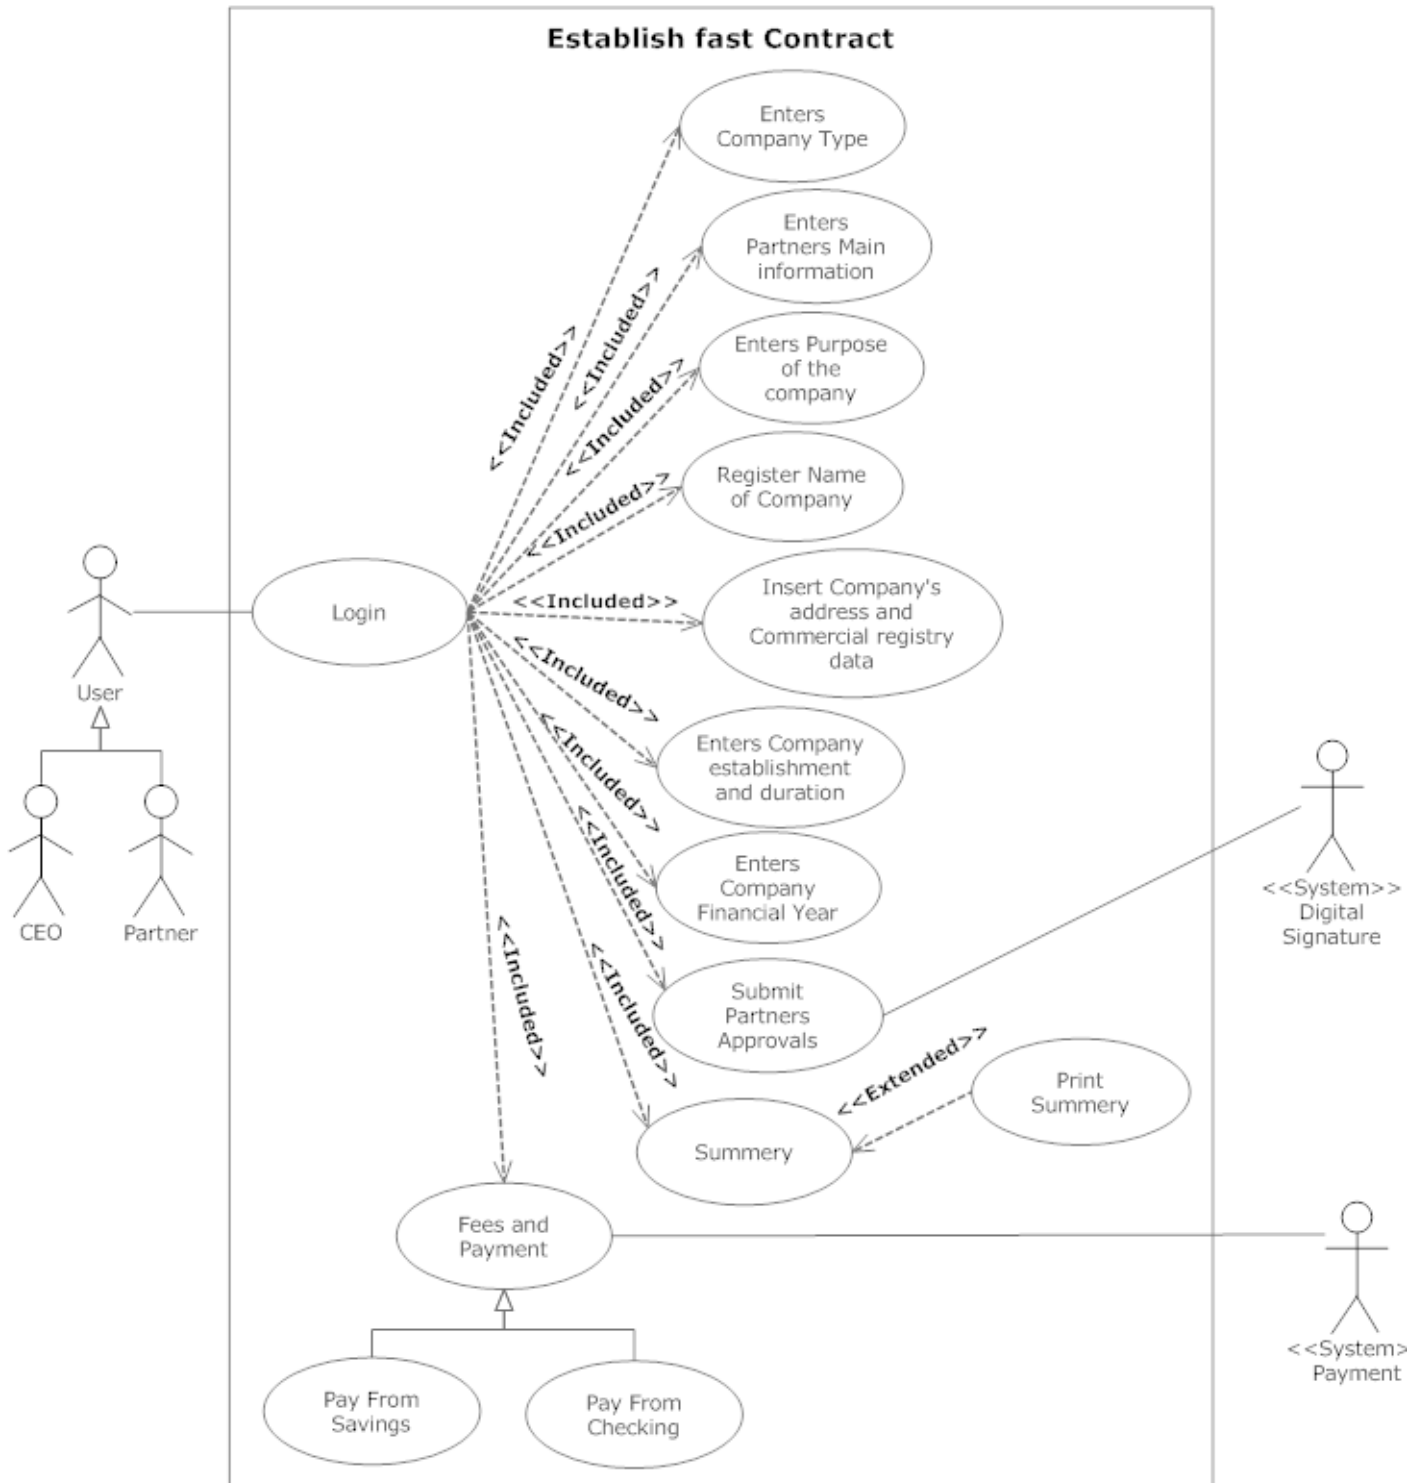 Establish fast Contract
Enters
Company Type
Enters
Partners Main
information
<<Included>>
<<Included>>
Enters Purpose
of the
company
<<Included>>
Register Name
of Company
<<Included>>
Login
<<Included>>
Insert Company's
address and
Commercial registry
data
User
<<Included>>
Enters Company
establishment
and duration
<<Included>>
CEO
Partner
Enters
Company
Financial Year
<<Included>>
<<System>>
Digital
Signature
<<Included>>
<<Included>>
Submit
Partners
Approvals
<<Extended>>
Print
Summery
Summery
Fees and
Payment
<<System>
Payment
Pay From
Savings
Pay From
Checking